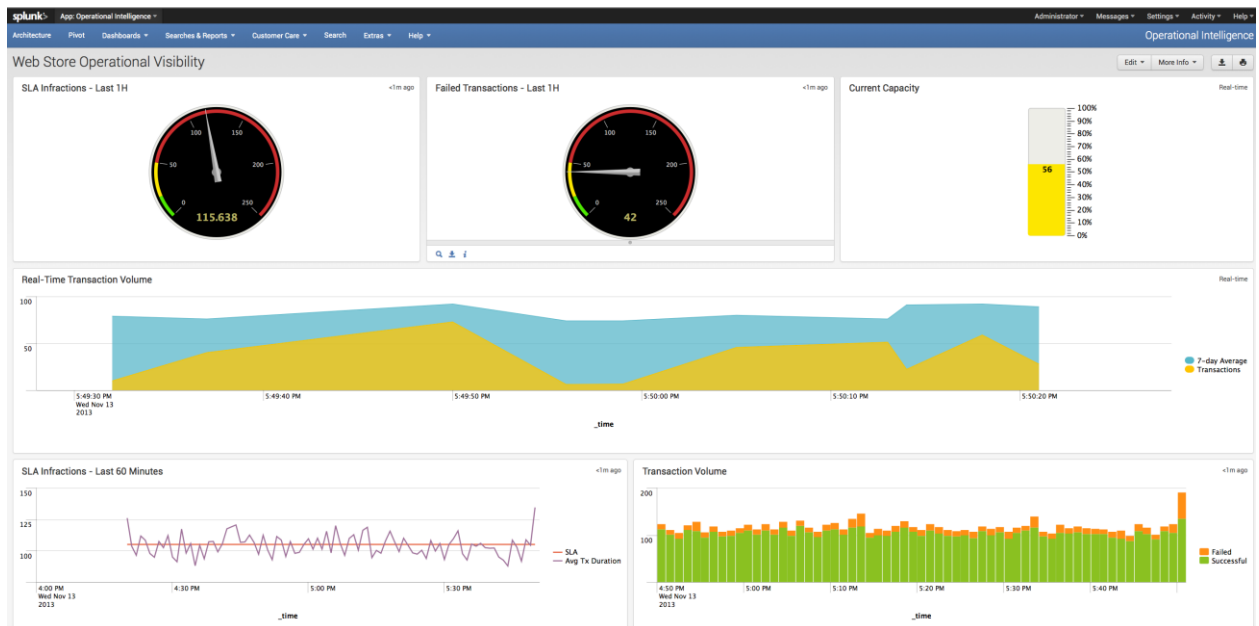 splunk> App: Operational Intelligence Administrator Messages Settings Activity Help
Architecture Pivot Dashboards Searches & Reports Customer Care Search Extras Help Operational Intelligence
Web Store Operational Visibility Edit More Info
SLA Infractions - Last 1H <1m ago
0 50 100 150 200 250
115.638
Failed Transactions - Last 1H <1m ago
0 50 100 150 200 250
42
Current Capacity Real-time
100%
90%
80%
70%
60%
50%
40%
30%
20%
10%
0%
56
Real-Time Transaction Volume Real-time
100
50
7-day Average
Transactions
5:49:30 PM 5:49:40 PM 5:49:50 PM 5:50:00 PM 5:50:10 PM 5:50:20 PM
Wed Nov 13
2013
_time
SLA Infractions - Last 60 Minutes <1m ago
150
125
100
SLA
Avg Tx Duration
4:00 PM 4:30 PM 5:00 PM 5:30 PM
Wed Nov 13
2013
_time
Transaction Volume <1m ago
200
100
Failed
Successful
4:50 PM 5:00 PM 5:10 PM 5:20 PM 5:30 PM 5:40 PM
Wed Nov 13
2013
_time